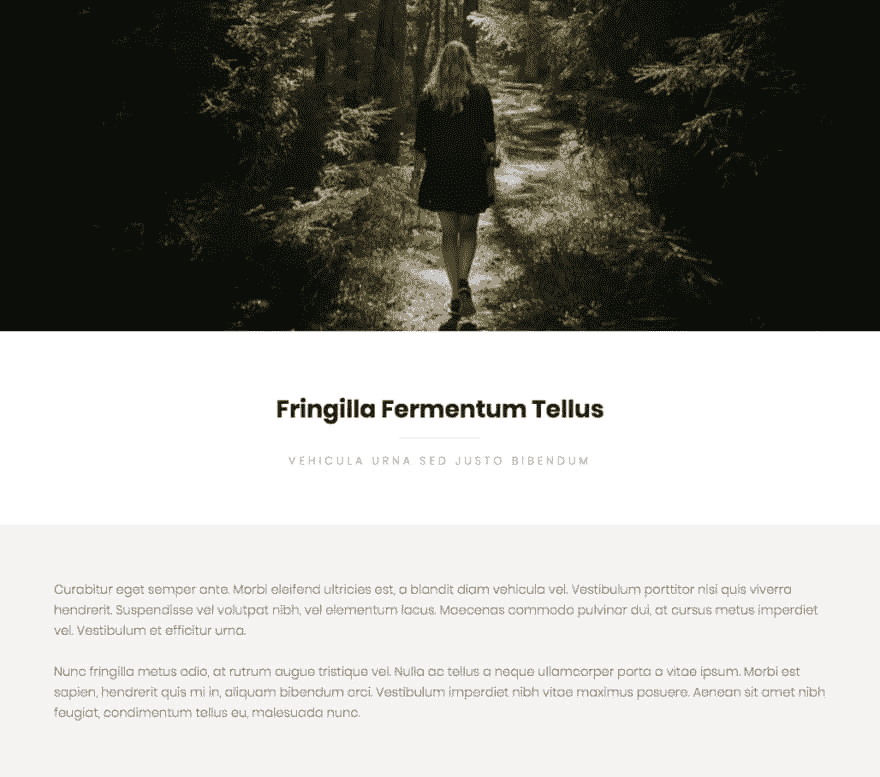 Fringilla Fermentum Tellus
VEHICULA URNA SED JUSTO BIBENDUM
Curabitur eget semper ante. Morbi eleifend ultricies est, a blandit diam vehicula vel. Vestibulum porttitor nisi quis viverra
hendrerit. Suspendisse vel volutpat nibh, vel elementum lacus. Maecenas commodo pulvinar dui, at cursus metus imperdiet
vel. Vestibulum et efficitur urna.
Nunc fringilla metus odio, at rutrum augue tristique vel. Nulla ac tellus a neque ullamcorper porta a vitae ipsum. Morbi est
sapien, hendrerit quis mi in, aliquam bibendum orci. Vestibulum imperdiet nibh vitae maximus posuere. Aenean sit amet nibh
feugiat, condimentum tellus eu, malesuada nunc.